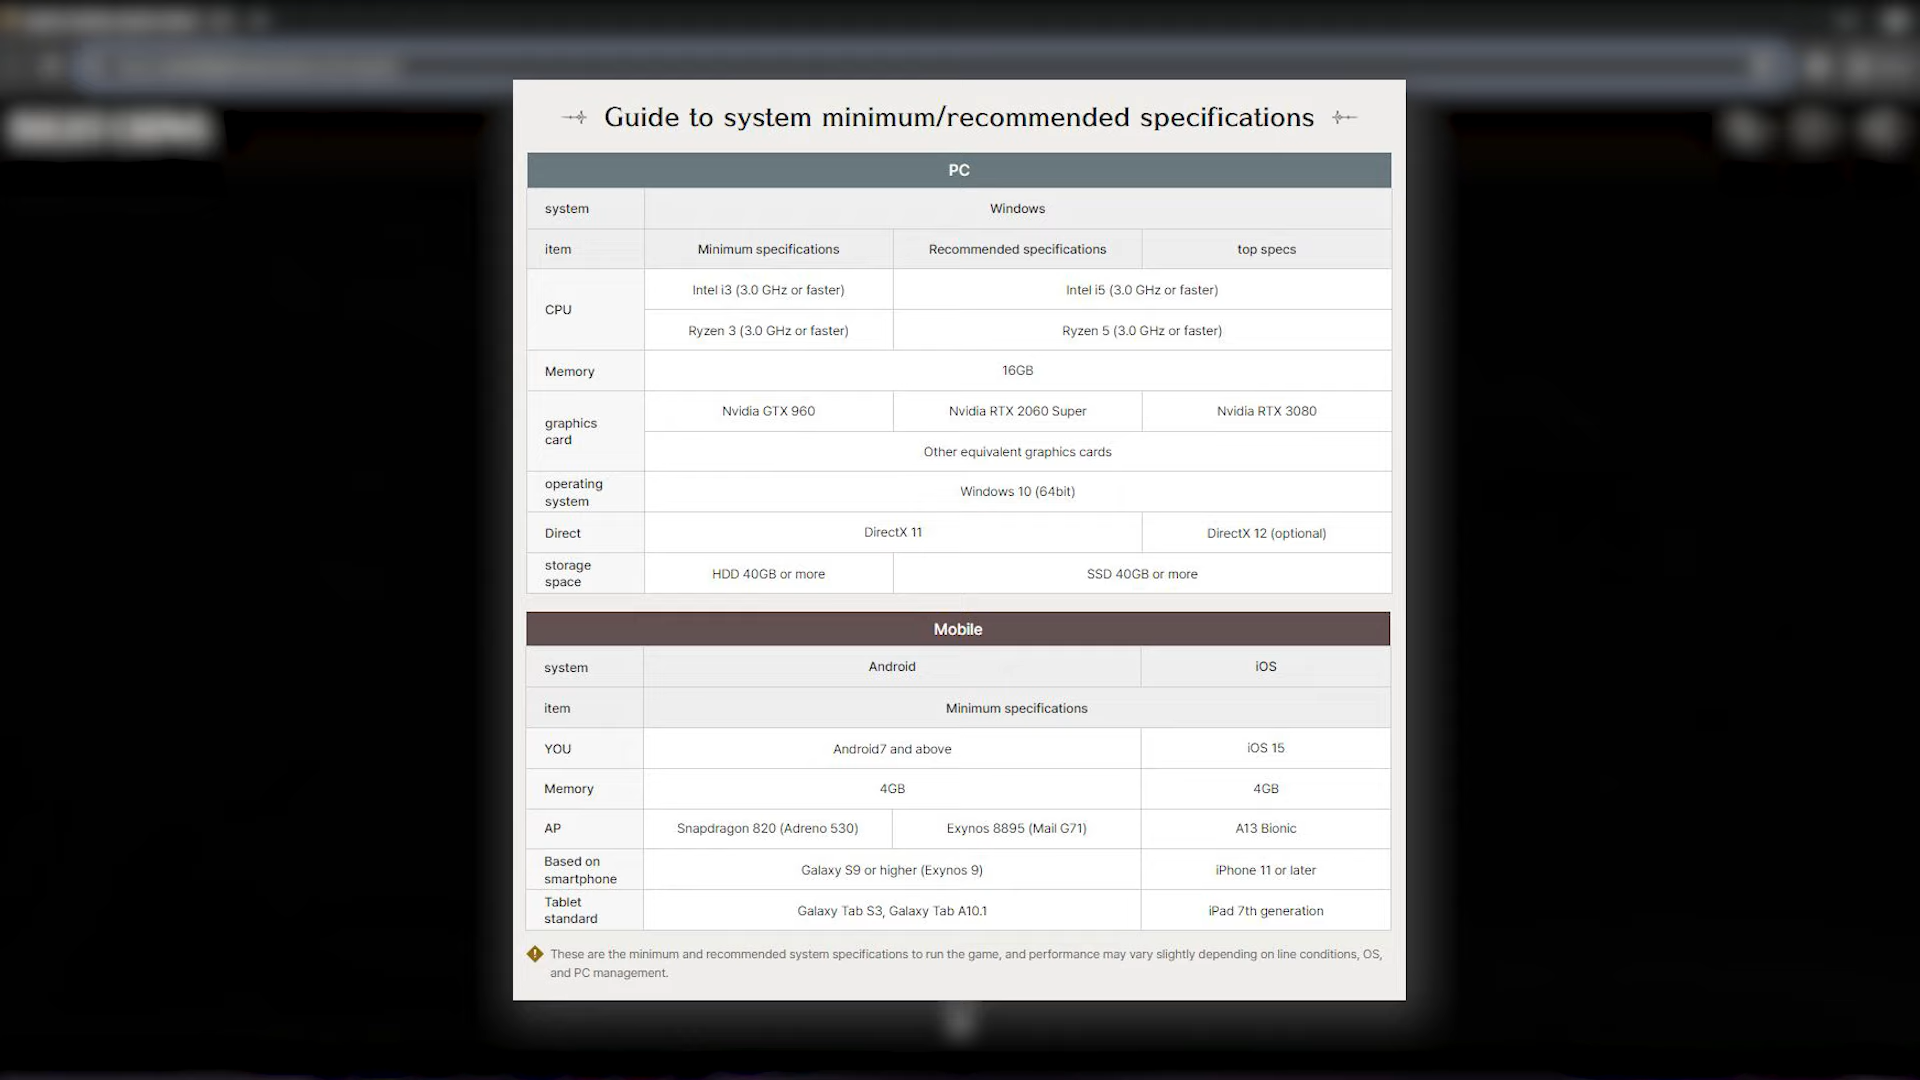 Guide to system minimum/recommended specifications
PC
system
Windows
item
Minimum specifications
Recommended specifications
top specs
CPU
Intel i3 (3.0 GHz or faster)
Intel i5 (3.0 GHz or faster)
Ryzen 3 (3.0 GHz or faster)
Ryzen 5 (3.0 GHz or faster)
Memory
16GB
graphics
card
Nvidia GTX 960
Nvidia RTX 2060 Super
Nvidia RTX 3080
Other equivalent graphics cards
operating
system
Windows 10 (64bit)
Direct
DirectX 11
DirectX 12 (optional)
storage
space
HDD 40GB or more
SSD 40GB or more
Mobile
system
Android
iOS
item
Minimum specifications
YOU
Android7 and above
iOS 15
Memory
4GB
4GB
AP
Snapdragon 820 (Adreno 530)
Exynos 8895 (Mail G71)
A13 Bionic
Based on
smartphone
Galaxy S9 or higher (Exynos 9)
iPhone 11 or later
Tablet
standard
Galaxy Tab S3, Galaxy Tab A10.1
iPad 7th generation
These are the minimum and recommended system specifications to run the game, and performance may vary slightly depending on line conditions, OS,
and PC management.